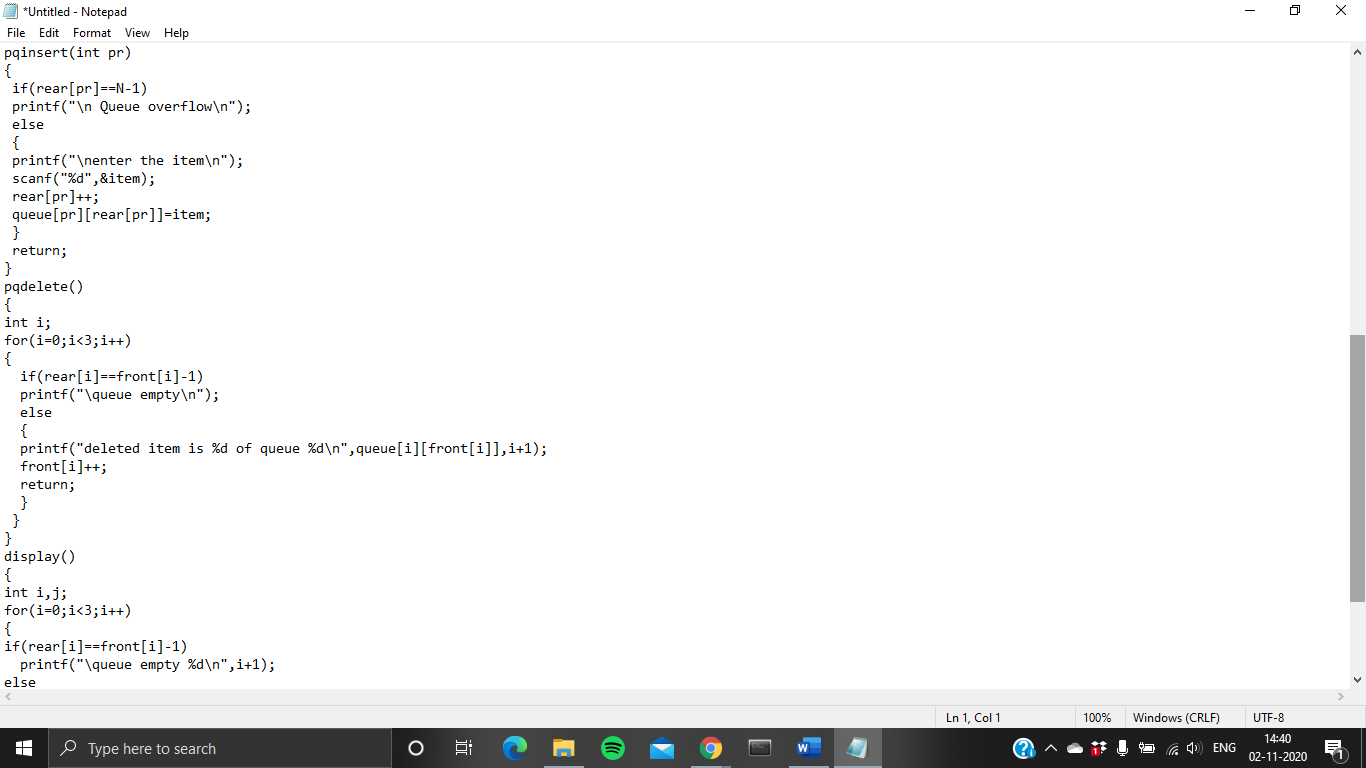 *Untitled - Notepad
File Edit Format View Help
pqinsert(int pr)
{
 if(rear[pr]==N-1)
 printf("\n Queue overflow\n");
 else
 {
 printf("\nenter the item\n");
 scanf("%d",&item);
 rear[pr]++;
 queue[pr][rear[pr]]=item;
 }
 return;
}
pqdelete()
{
int i;
for(i=0;i<3;i++)
{
  if(rear[i]==front[i]-1)
  printf("\queue empty\n");
  else
  {
  printf("deleted item is %d of queue %d\n",queue[i][front[i]],i+1);
  front[i]++;
  return;
  }
 }
}
display()
{
int i,j;
for(i=0;i<3;i++)
{
if(rear[i]==front[i]-1)
  printf("\queue empty %d\n",i+1);
else
Ln 1, Col 1 100% Windows (CRLF) UTF-8
Type here to search
ENG
14:40
02-11-2020
1